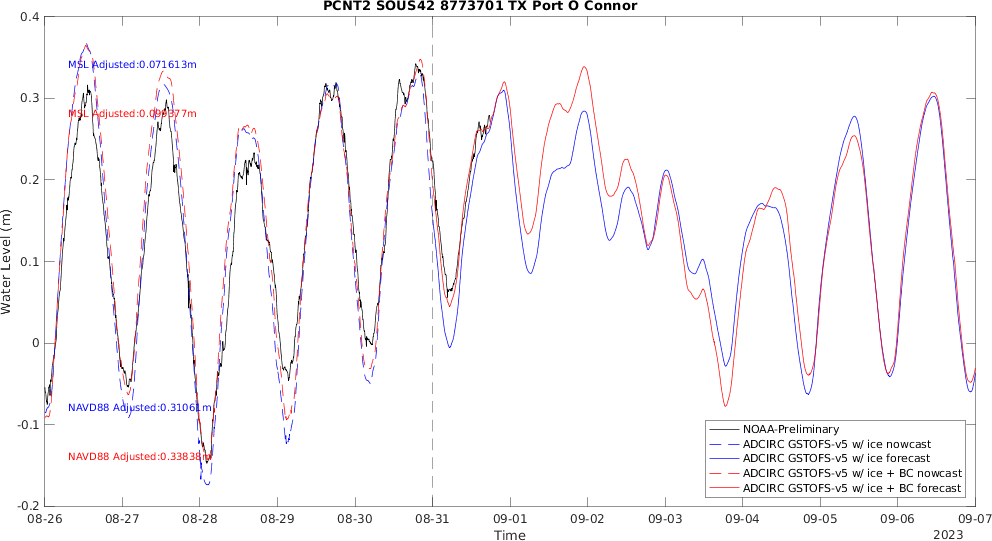 PCNT2 SOUS42 8773701 TX Port O Connor
Water Level (m)
0.4
0.3
0.2
0.1
0
-0.1
-0.2
MSL Adjusted:0.071613m
MSL Adjusted:0.099377m
NAVD88 Adjusted:0.31061m
NAVD88 Adjusted:0.33838m
NOAA-Preliminary
ADCIRC GSTOFS-v5 w/ ice nowcast
ADCIRC GSTOFS-v5 w/ ice forecast
ADCIRC GSTOFS-v5 w/ ice + BC nowcast
ADCIRC GSTOFS-v5 w/ ice + BC forecast
08-26 08-27 08-28 08-29 08-30 08-31 09-01 09-02 09-03 09-04 09-05 09-06 09-07
Time
2023